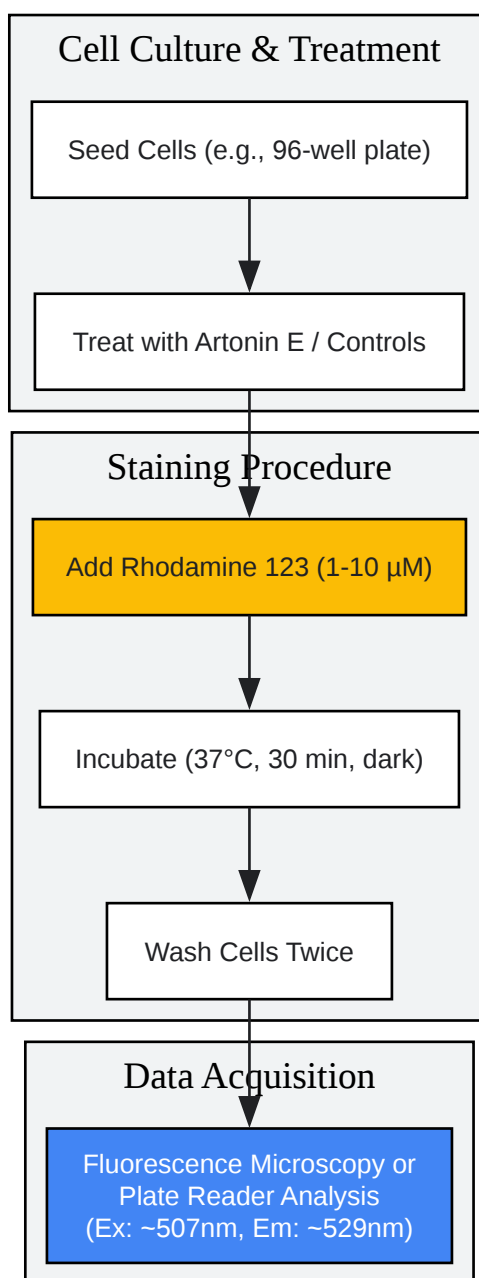 Cell Culture & Treatment
Seed Cells (e.g., 96-well plate)
Treat with Artonin E / Controls
Staining Procedure
Add Rhodamine 123 (1-10 µM)
Incubate (37°C, 30 min, dark)
Wash Cells Twice
Data Acquisition
Fluorescence Microscopy or
Plate Reader Analysis
(Ex: ~507nm, Em: ~529nm)